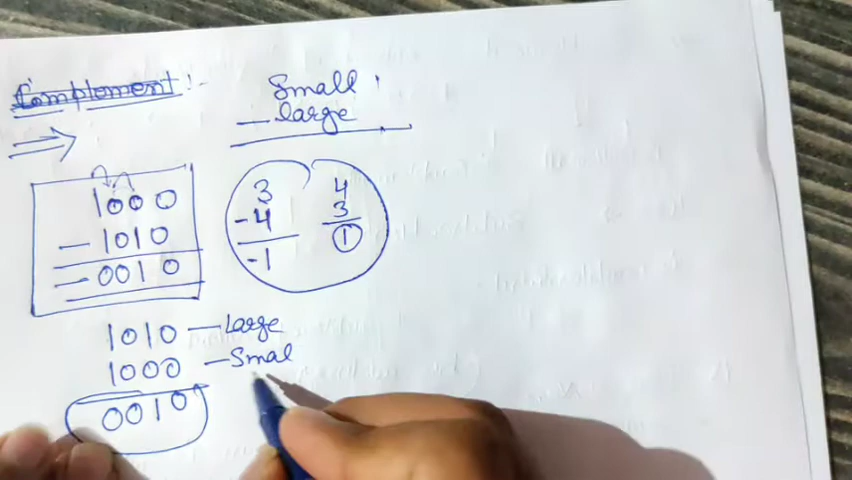 Complement :-
Small
— large
1000
— 1010
— 0010
3
- 4
-1
4
3
1
1010 — Large
1000 — Smal
0010